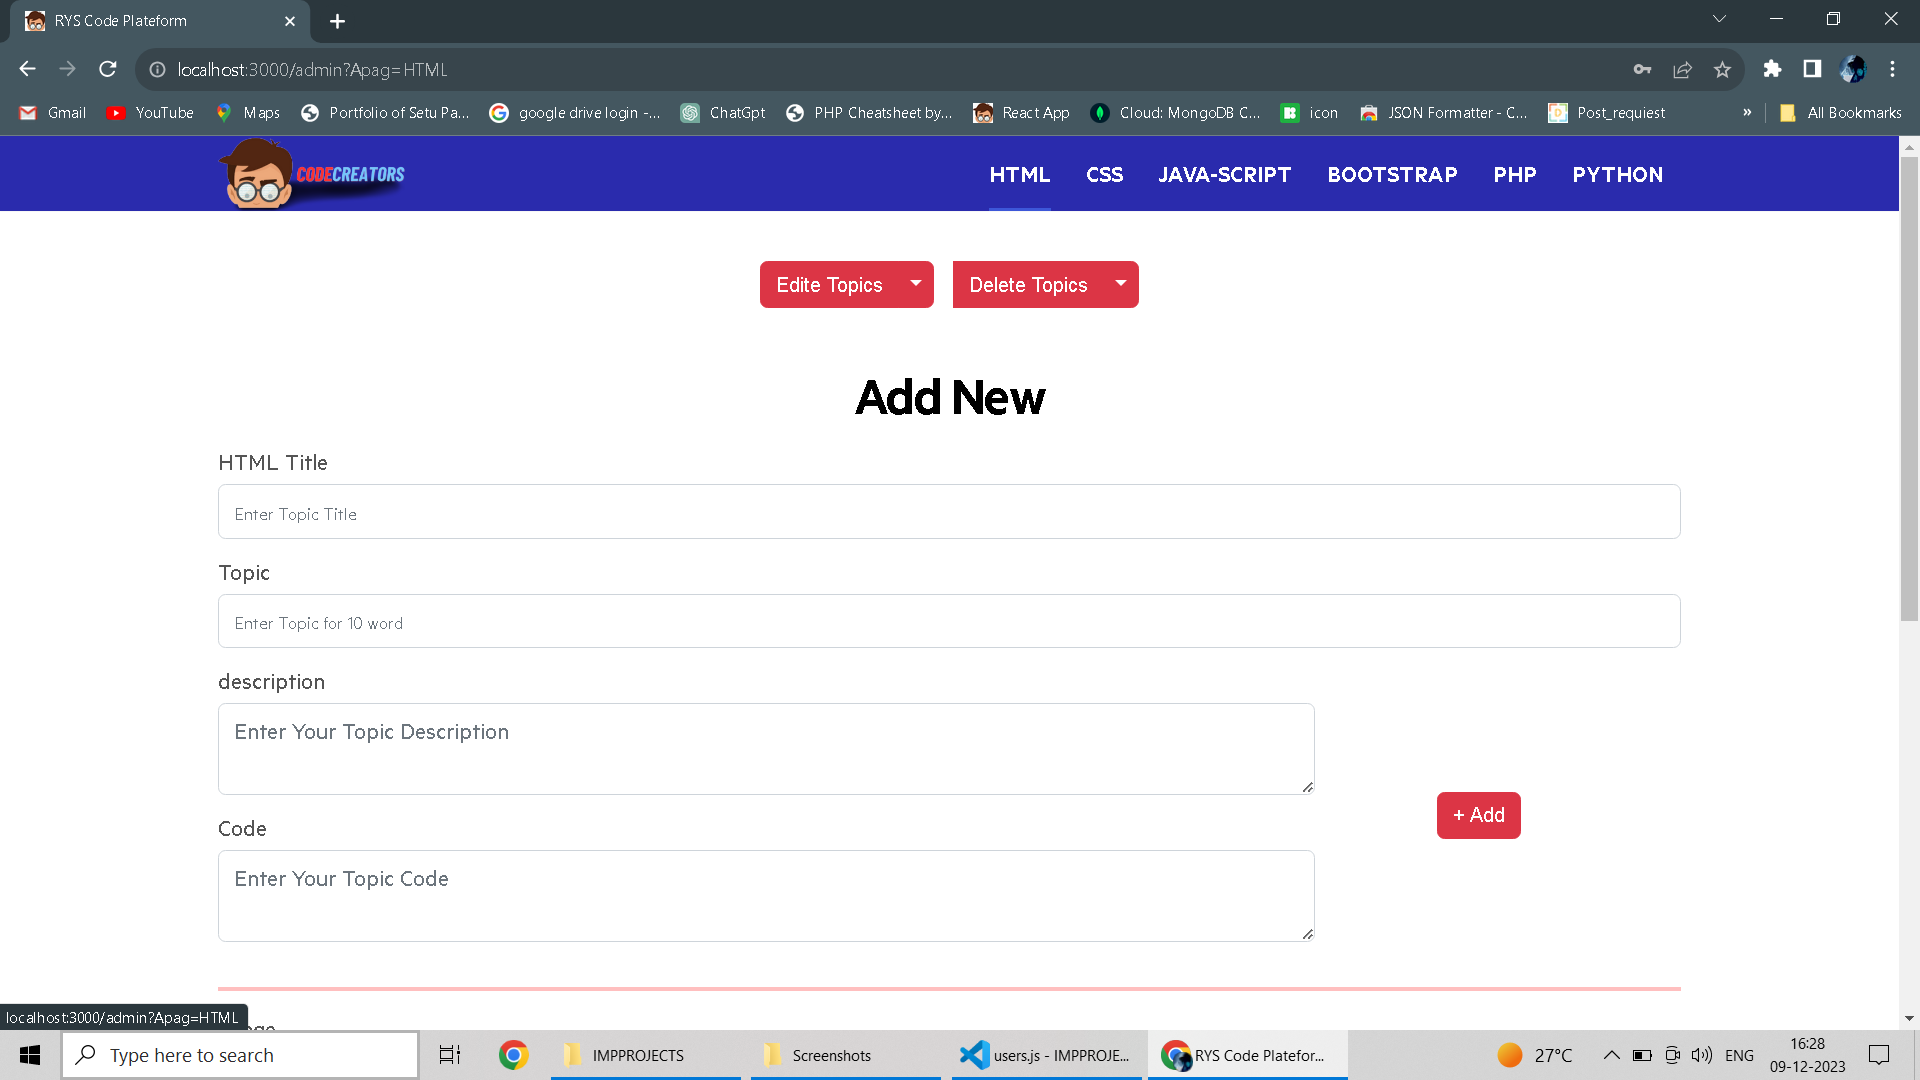 RYS Code Plateform
localhost:3000/admin?Apag=HTML
Gmail YouTube Maps Portfolio of Setu Pa... google drive login -... ChatGpt PHP Cheatsheet by... React App Cloud: MongoDB C... icon JSON Formatter - C... Post_requiest » All Bookmarks
CODECREATORS HTML CSS JAVA-SCRIPT BOOTSTRAP PHP PYTHON
Edite Topics Delete Topics
Add New
HTML Title
Enter Topic Title
Topic
Enter Topic for 10 word
description
Enter Your Topic Description
+ Add
Code
Enter Your Topic Code
localhost:3000/admin?Apag=HTML
Type here to search IMPPROJECTS Screenshots users.js - IMPPROJE... RYS Code Platefor... 27°C ENG 16:28
09-12-2023